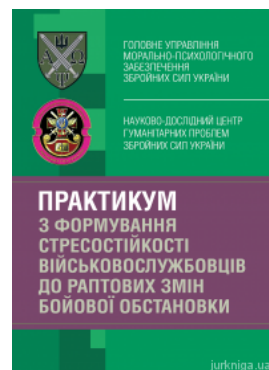 ГОЛОВНЕ УПРАВЛІННЯ
МОРАЛЬНО-ПСИХОЛОГІЧНОГО
ЗАБЕЗПЕЧЕННЯ
ЗБРОЙНИХ СИЛ УКРАЇНИ
НАУКОВО-ДОСЛІДНИЙ ЦЕНТР
ГУМАНІТАРНИХ ПРОБЛЕМ
ЗБРОЙНИХ СИЛ УКРАЇНИ
ПРАКТИКУМ
З ФОРМУВАННЯ
СТРЕСОСТІЙКОСТІ
ВІЙСЬКОВОСЛУЖБОВЦІВ
ДО РАПТОВИХ ЗМІН
БОЙОВОЇ ОБСТАНОВКИ
jurkniga.ua